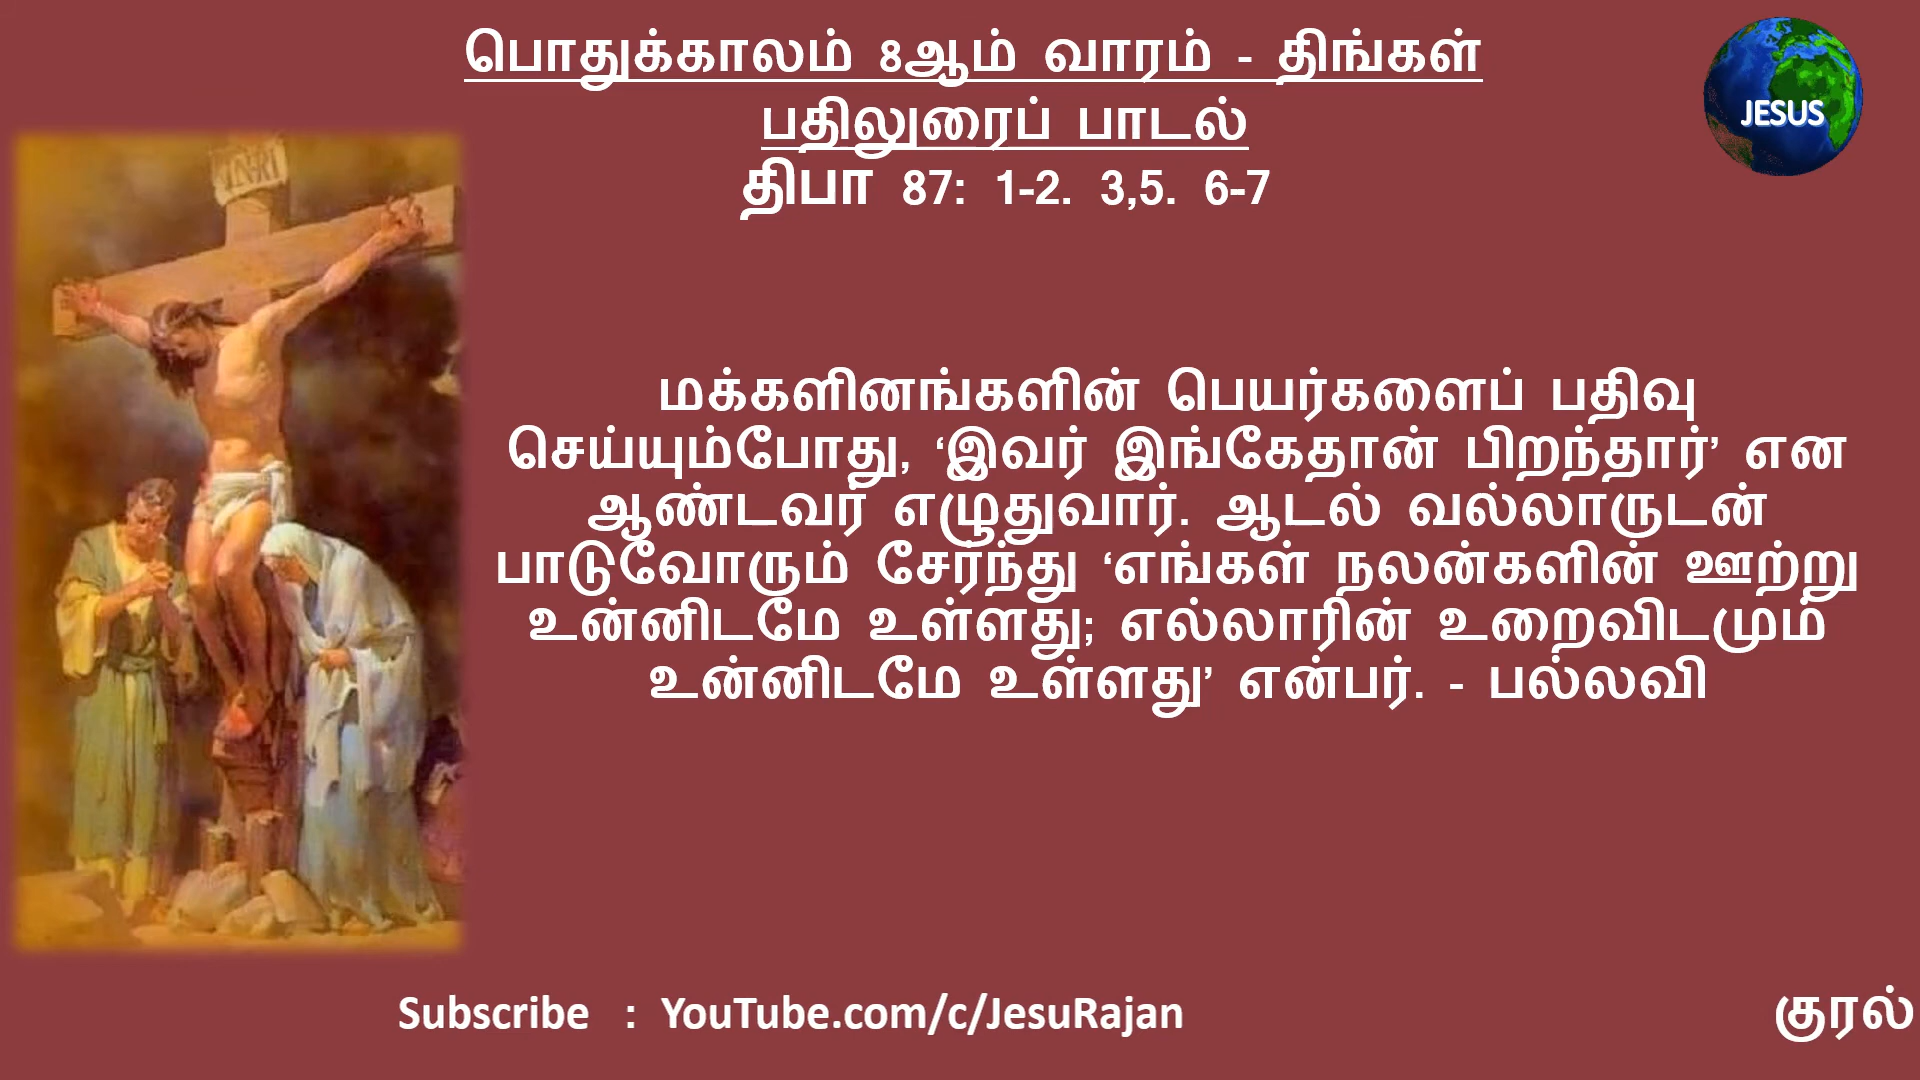 பொதுக்காலம் 8ஆம் வாரம் - திங்கள்
பதிலுரைப் பாடல்
திபா 87: 1-2. 3,5. 6-7
JESUS
INRI
மக்களினங்களின் பெயர்களைப் பதிவு
செய்யும்போது, ‘இவர் இங்கேதான் பிறந்தார்’ என
ஆண்டவர் எழுதுவார். ஆடல் வல்லாருடன்
பாடுவோரும் சேர்ந்து ‘எங்கள் நலன்களின் ஊற்று
உன்னிடமே உள்ளது; எல்லாரின் உறைவிடமும்
உன்னிடமே உள்ளது’ என்பர். - பல்லவி
Subscribe : YouTube.com/c/JesuRajan
குரல்